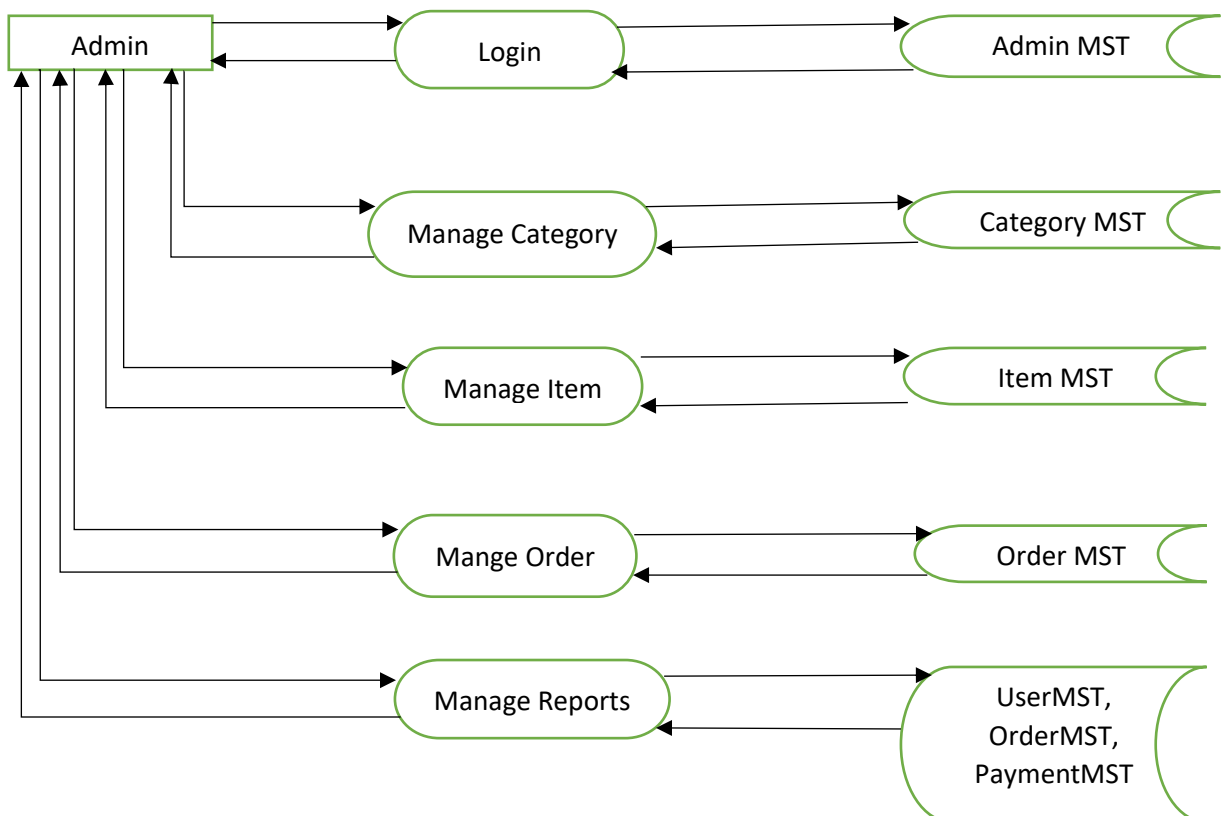 Admin
Login
Admin MST
Manage Category
Category MST
Manage Item
Item MST
Mange Order
Order MST
Manage Reports
UserMST,
OrderMST,
PaymentMST